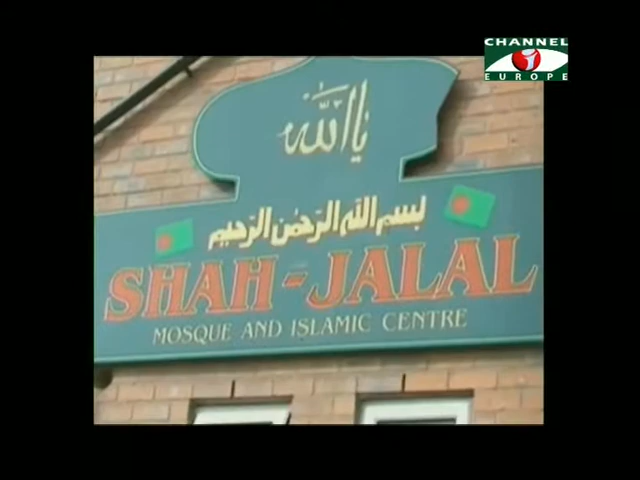 CHANNEL
i
EUROPE
يا الله
بسم الله الرحمن الرحيم
SHAH-JALAL
MOSQUE AND ISLAMIC CENTRE